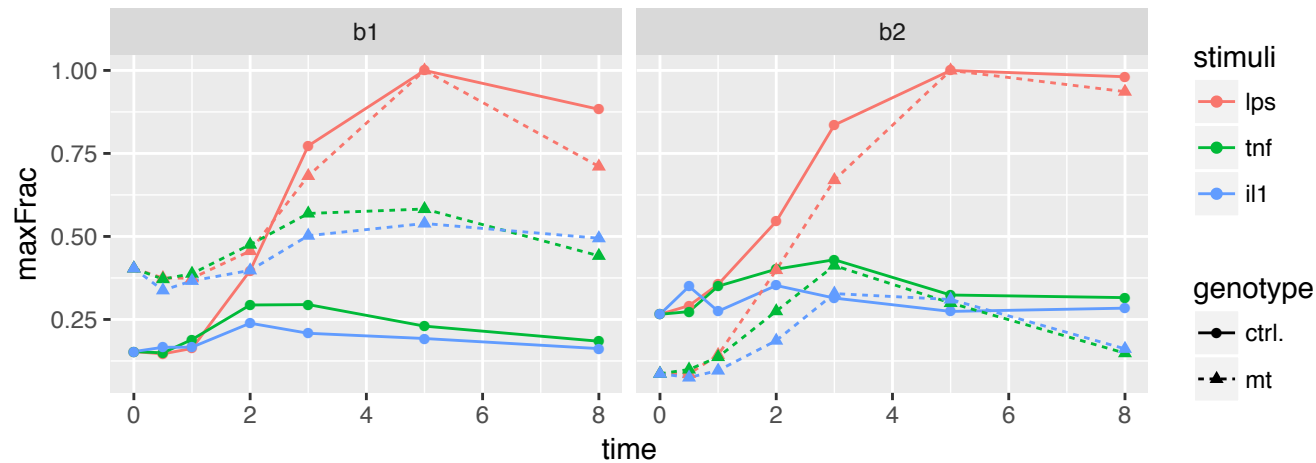 b1
b2
maxFrac
1.00
0.75
0.50
0.25
0 2 4 6 8
0 2 4 6 8
time
stimuli
lps
tnf
il1
genotype
ctrl.
mt